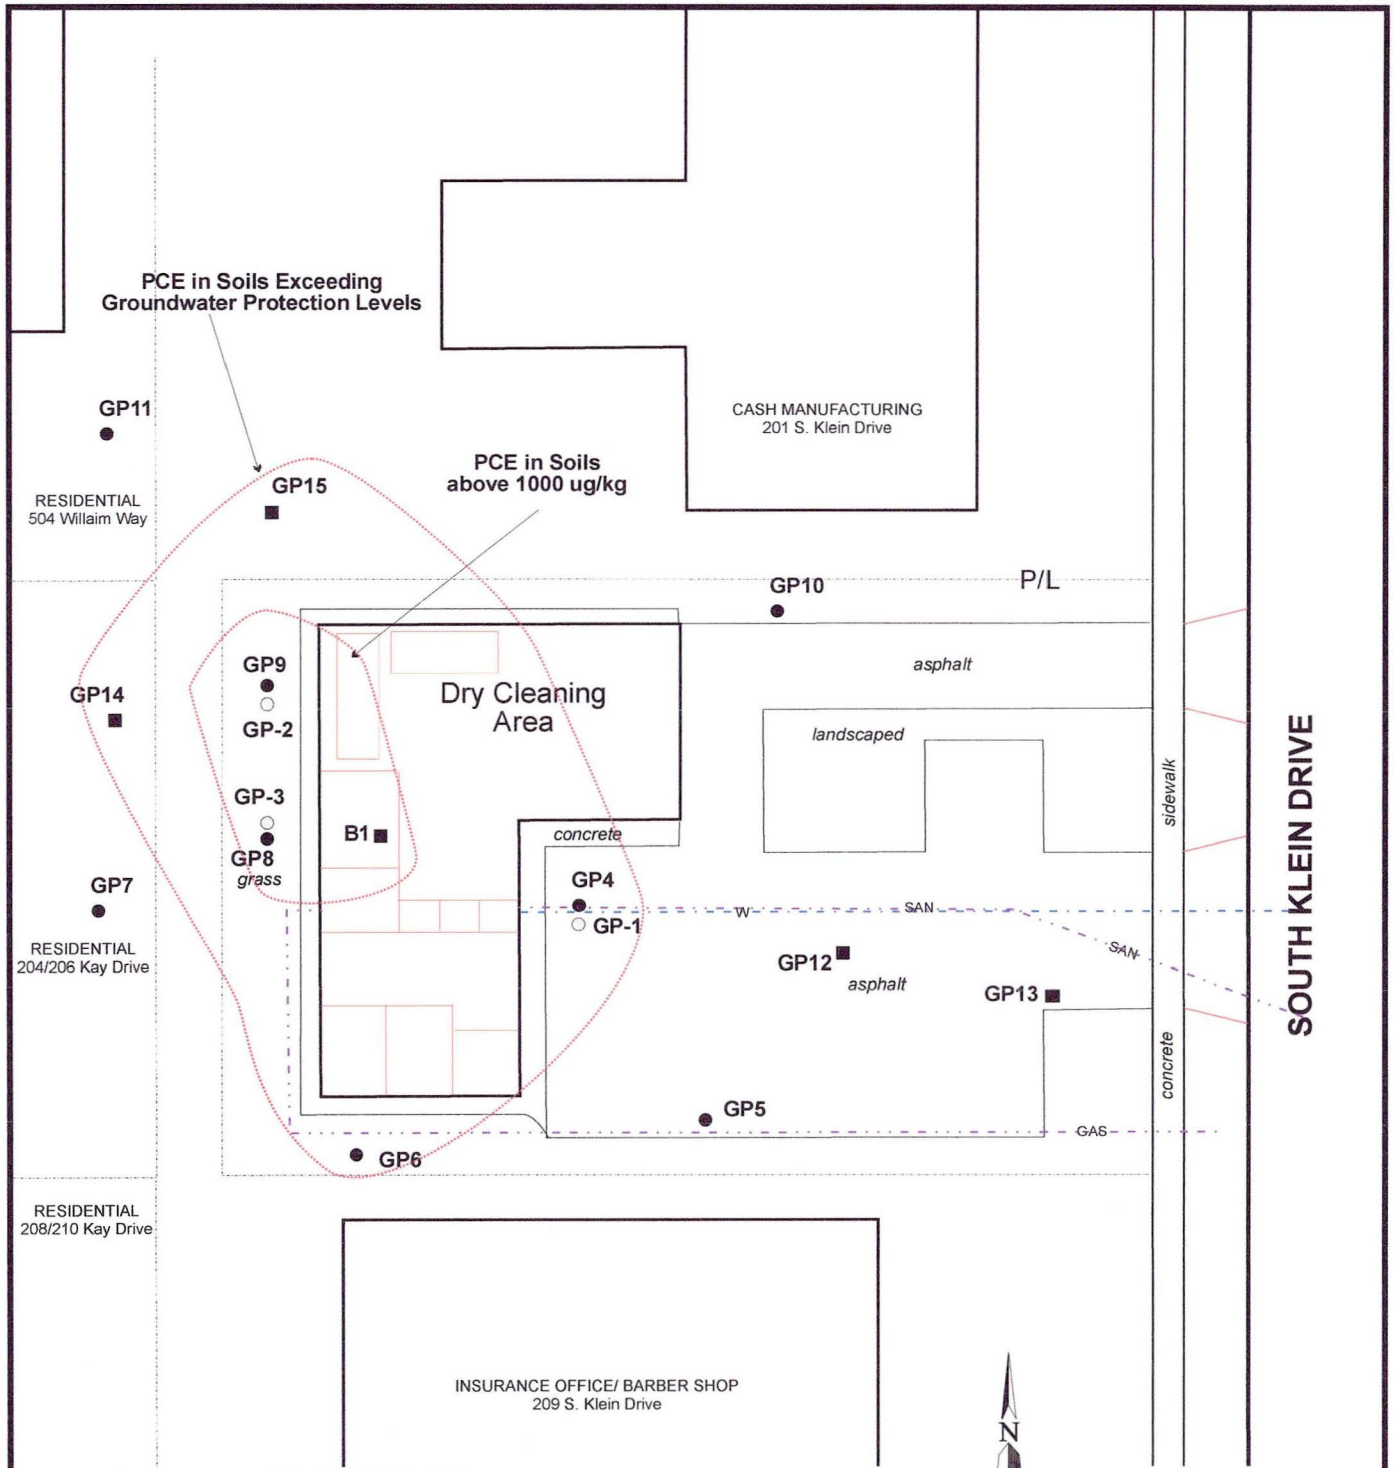 PCE in Soils Exceeding
Groundwater Protection Levels
GP11
CASH MANUFACTURING
201 S. Klein Drive
PCE in Soils
above 1000 ug/kg
GP15
RESIDENTIAL
504 Willaim Way
P/L
GP10
GP9
asphalt
GP14
Dry Cleaning
Area
GP-2
landscaped
SOUTH KLEIN DRIVE
sidewalk
GP-3
B1
concrete
GP8
grass
GP7
GP4
W
SAN
GP-1
RESIDENTIAL
204/206 Kay Drive
SAN
GP12
asphalt
GP13
concrete
GP5
GAS
GP6
RESIDENTIAL
208/210 Kay Drive
INSURANCE OFFICE/ BARBER SHOP
209 S. Klein Drive
N